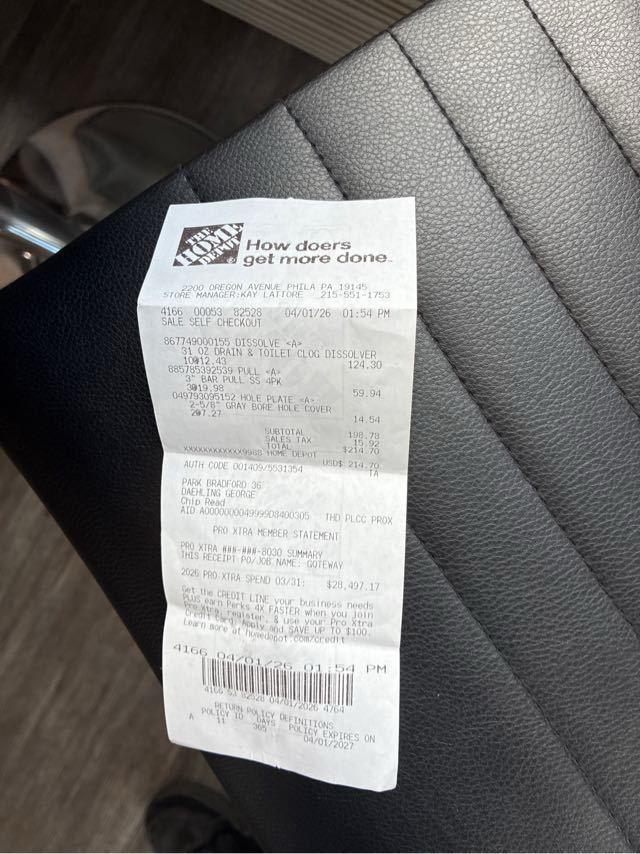 THE
HOME
DEPOT
How doers
get more done.
2200 OREGON AVENUE PHILA PA 19145
STORE MANAGER:KAY LATTORE 215-551-1753
4166 00053 82528 04/01/26 01:54 PM
SALE SELF CHECKOUT
867749000155 DISSOLVE <A>
31 OZ DRAIN & TOILET CLOG DISSOLVER
10@12.43 124.30
885785392539 PULL <A>
3" BAR PULL SS 4PK
3@19.98 59.94
049793095152 HOLE PLATE <A>
2-5/8" GRAY BORE HOLE COVER
2@7.27 14.54
SUBTOTAL 198.78
SALES TAX 15.92
TOTAL $214.70
XXXXXXXXXXXX9988 HOME DEPOT
USD$ 214.70
AUTH CODE 001409/5531354 TA
PARK BRADFORD 36
DAEHLING GEORGE
Chip Read
AID A0000000049999D8400305 THD PLCC PROX
PRO XTRA MEMBER STATEMENT
PRO XTRA ###-###-8030 SUMMARY
THIS RECEIPT PO/JOB NAME: GOTEWAY
2026 PRO XTRA SPEND 03/31: $28,497.17
Get the CREDIT LINE your business needs
PLUS earn Perks 4X FASTER when you join
Pro Xtra, register, & use your Pro Xtra
Credit Card. Apply and SAVE UP TO $100.
Learn more at homedepot.com/credit
4166 04/01/26 01:54 PM
4166 53 82528 04/01/2026 4764
RETURN POLICY DEFINITIONS
POLICY ID DAYS POLICY EXPIRES ON
A 11 365 04/01/2027